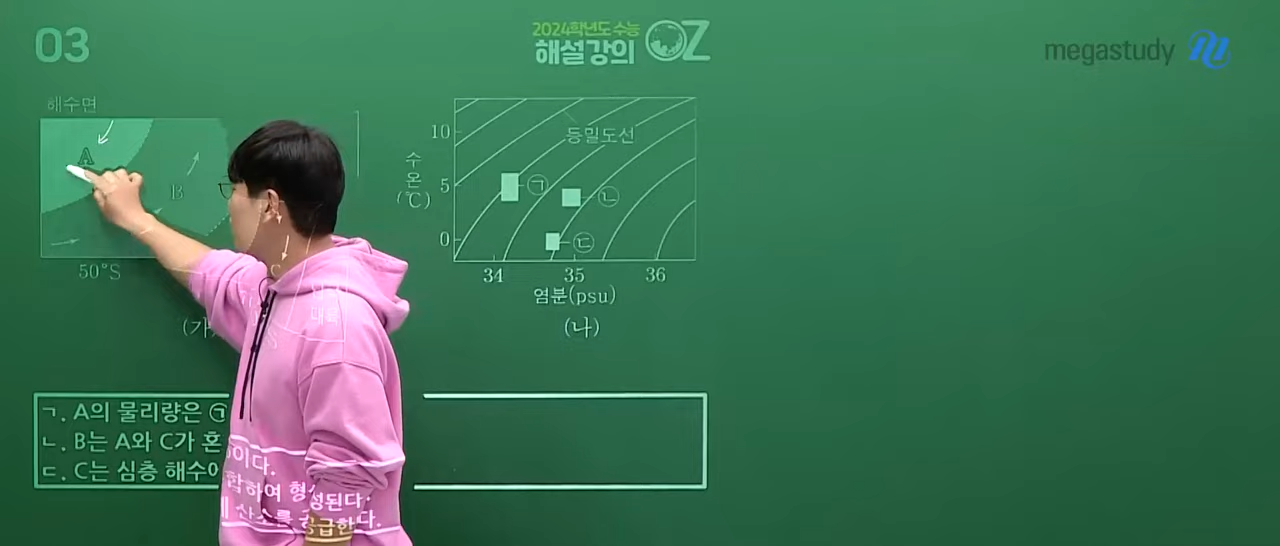 03
2024학년도 수능
해설강의 OZ
megastudy
해수면
A
B
C
50°S
(가)
대륙
수온(℃)
10
5
0
등밀도선
㉠
㉡
㉢
34 35 36
염분(psu)
(나)
ㄱ. A의 물리량은 ㉠이다.
ㄴ. B는 A와 C가 혼합하여 형성된다.
ㄷ. C는 심층 해수에 산소를 공급한다.